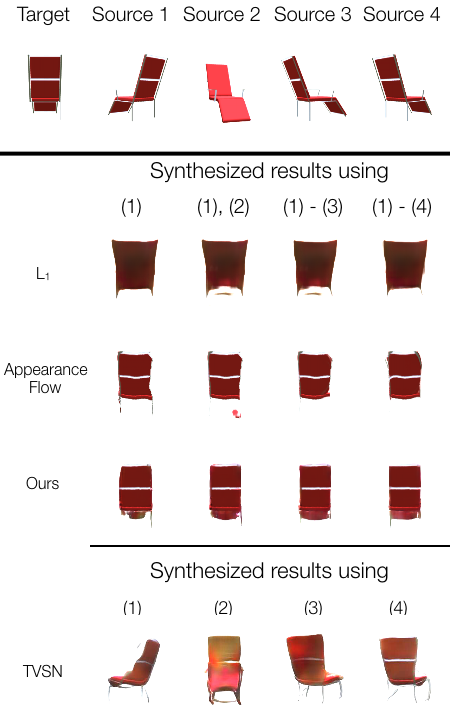 Target Source 1 Source 2 Source 3 Source 4
Synthesized results using
(1) (1), (2) (1) - (3) (1) - (4)
L1
Appearance
Flow
Ours
Synthesized results using
(1) (2) (3) (4)
TVSN